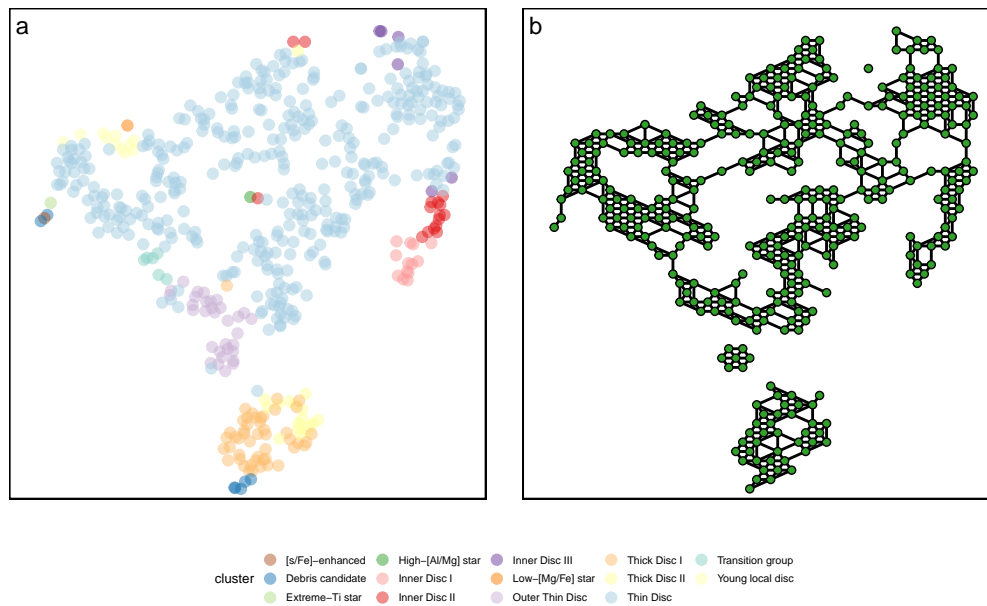 a
b
[s/Fe]−enhanced High−[Al/Mg] star Inner Disc III Thick Disc I Transition group
cluster Debris candidate Inner Disc I Low−[Mg/Fe] star Thick Disc II Young local disc
Extreme−Ti star Inner Disc II Outer Thin Disc Thin Disc